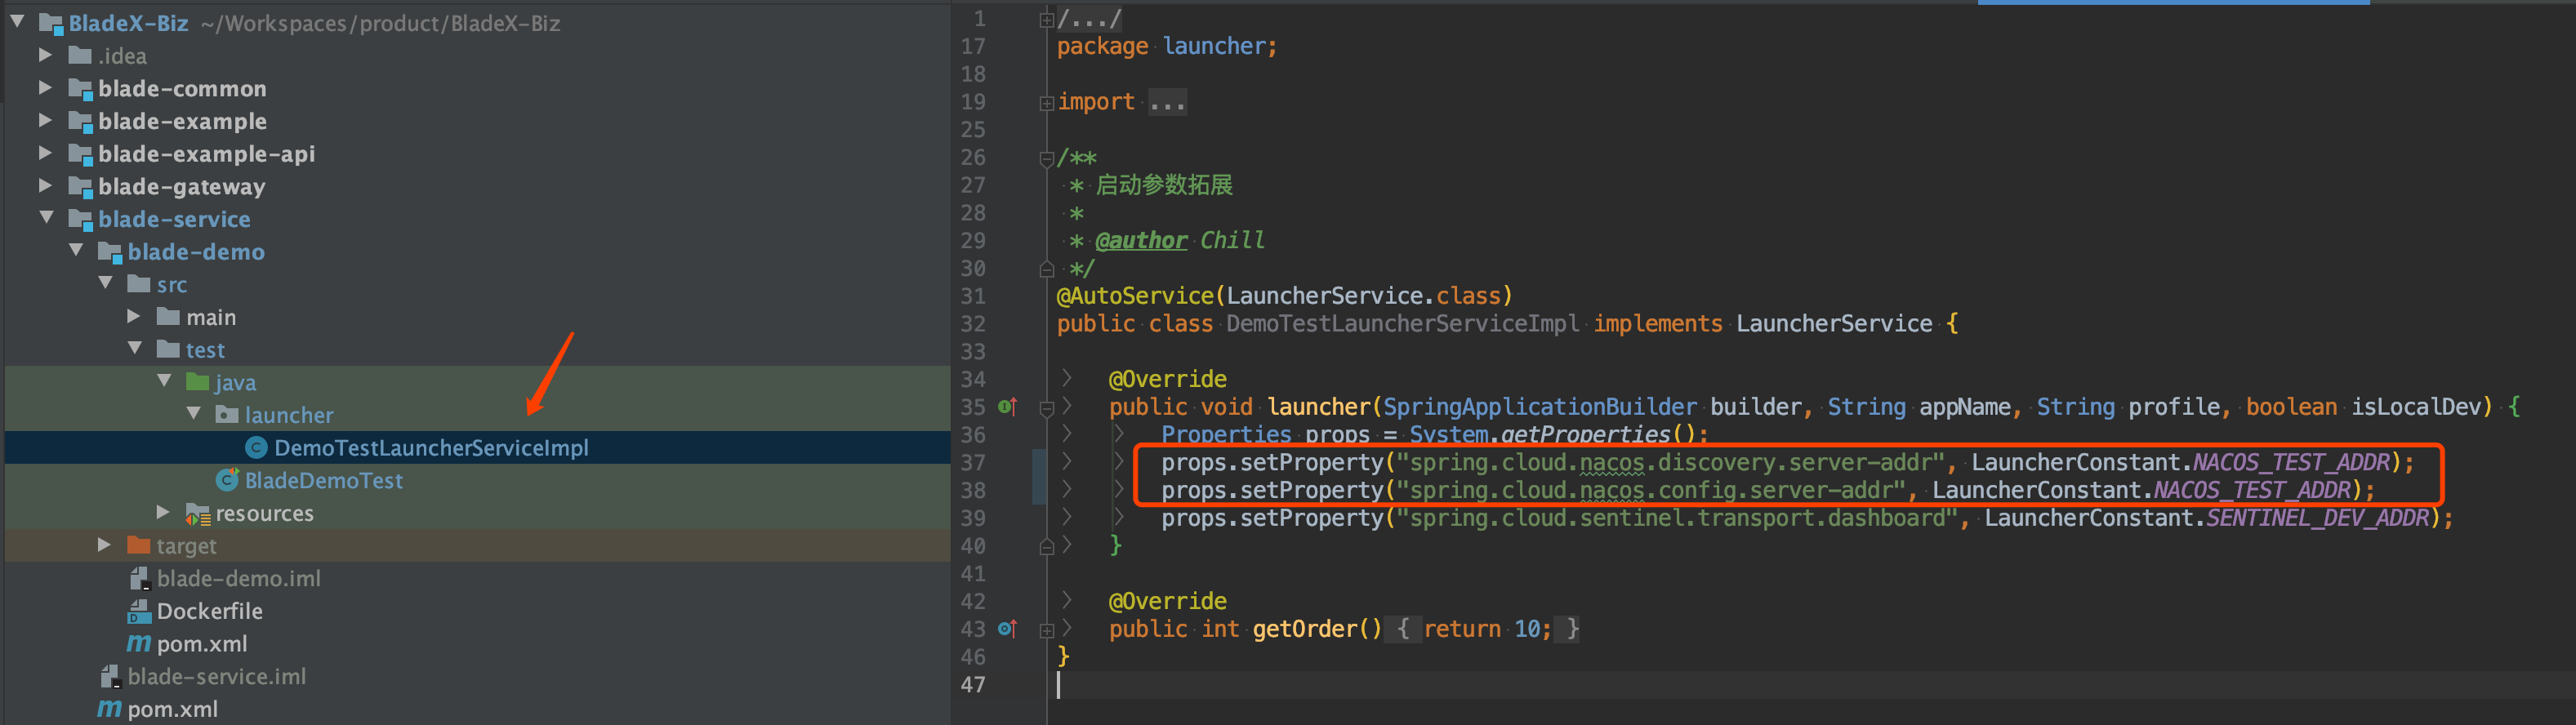 BladeX-Biz ~/Workspaces/product/BladeX-Biz
.idea
blade-common
blade-example
blade-example-api
blade-gateway
blade-service
blade-demo
src
main
test
java
launcher
DemoTestLauncherServiceImpl
BladeDemoTest
resources
target
blade-demo.iml
Dockerfile
pom.xml
blade-service.iml
pom.xml
1 /.../
17 package launcher;
18
19 import ...
25
26 /**
27 * 启动参数拓展
28 *
29 * @author Chill
30 */
31 @AutoService(LauncherService.class)
32 public class DemoTestLauncherServiceImpl implements LauncherService {
33
34 @Override
35 public void launcher(SpringApplicationBuilder builder, String appName, String profile, boolean isLocalDev) {
36 Properties props = System.getProperties();
37 props.setProperty("spring.cloud.nacos.discovery.server-addr", LauncherConstant.NACOS_TEST_ADDR);
38 props.setProperty("spring.cloud.nacos.config.server-addr", LauncherConstant.NACOS_TEST_ADDR);
39 props.setProperty("spring.cloud.sentinel.transport.dashboard", LauncherConstant.SENTINEL_DEV_ADDR);
40 }
41
42 @Override
43 public int getOrder() { return 10; }
46 }
47